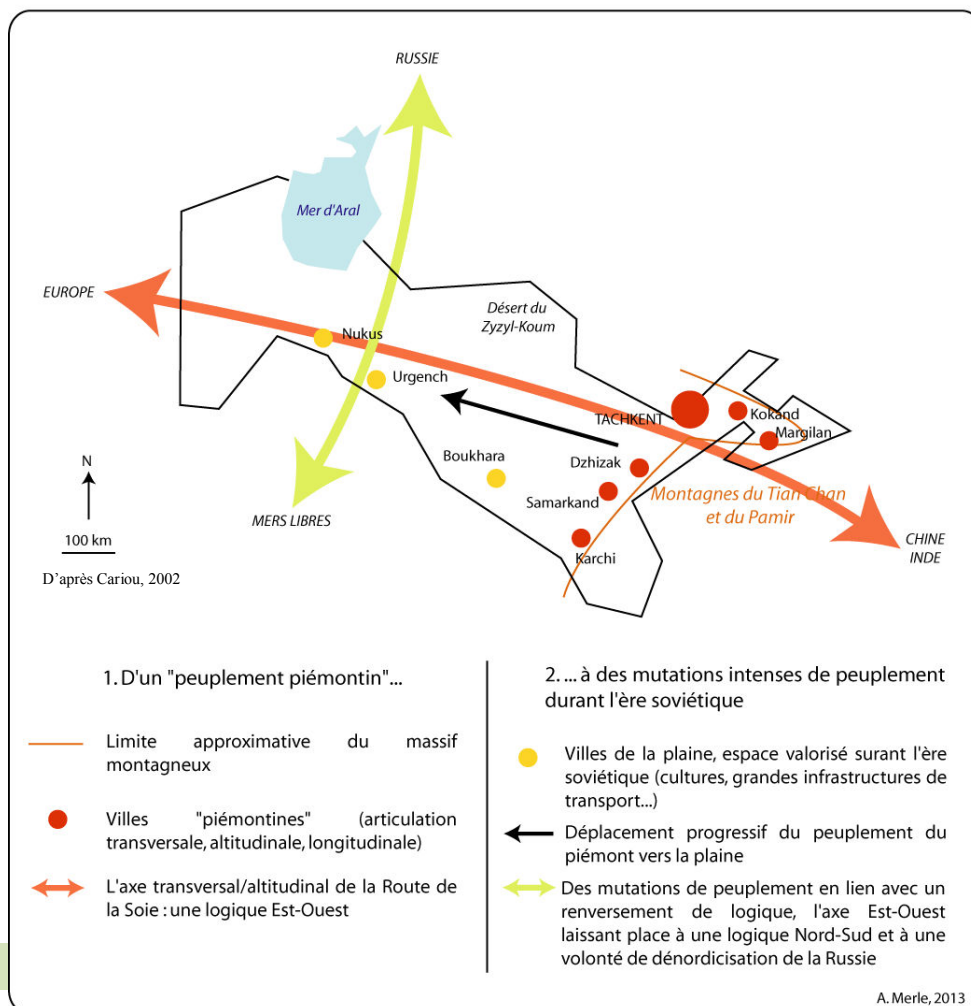 RUSSIE
Mer d'Aral
EUROPE
Désert du
Zyzyl-Koum
Nukus
Urgench
TACHKENT
Kokand
Margilan
Boukhara
Dzhizak
Samarkand
Montagnes du Tian Chan
et du Pamir
Karchi
N
MERS LIBRES
100 km
CHINE
INDE
D'après Cariou, 2002
1. D'un "peuplement piémontin"...
Limite approximative du massif
montagneux
Villes "piémontines" (articulation
transversale, altitudinale, longitudinale)
L'axe transversal/altitudinal de la Route de
la Soie : une logique Est-Ouest
2. ... à des mutations intenses de peuplement
durant l'ère soviétique
Villes de la plaine, espace valorisé surant l'ère
soviétique (cultures, grandes infrastructures de
transport...)
Déplacement progressif du peuplement du
piémont vers la plaine
Des mutations de peuplement en lien avec un
renversement de logique, l'axe Est-Ouest
laissant place à une logique Nord-Sud et à une
volonté de dénordicisation de la Russie
A. Merle, 2013